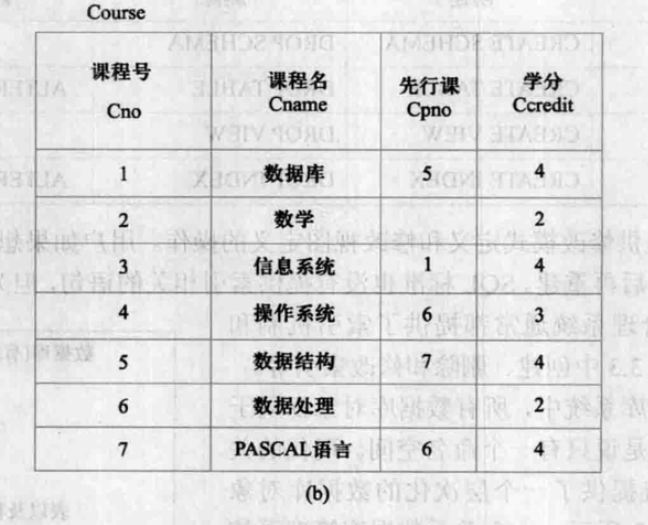 Course
课程号 课程名 先行课 学分
Cno Cname Cpno Ccredit
1 数据库 5 4
2 数学 2
3 信息系统 1 4
4 操作系统 6 3
5 数据结构 7 4
6 数据处理 2
7 PASCAL语言 6 4
(b)